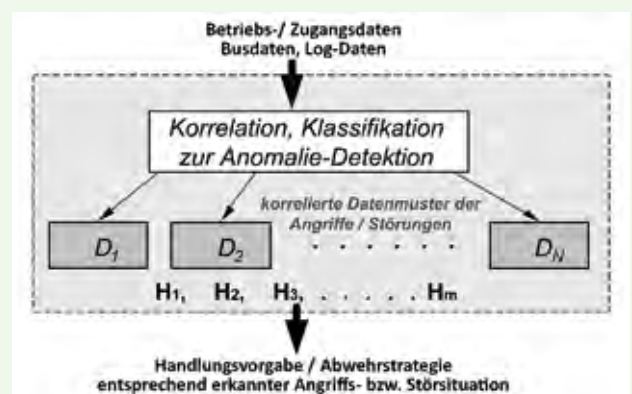 Betriebs-/ Zugangsdaten
Busdaten, Log-Daten
Korrelation, Klassifikation
zur Anomalie-Detektion
korrelierte Datenmuster der
Angriffe / Störungen
D1 D2 . . . . . . DN
H1, H2, H3, . . . . . Hm
Handlungsvorgabe / Abwehrstrategie
entsprechend erkannter Angriffs- bzw. Störsituation